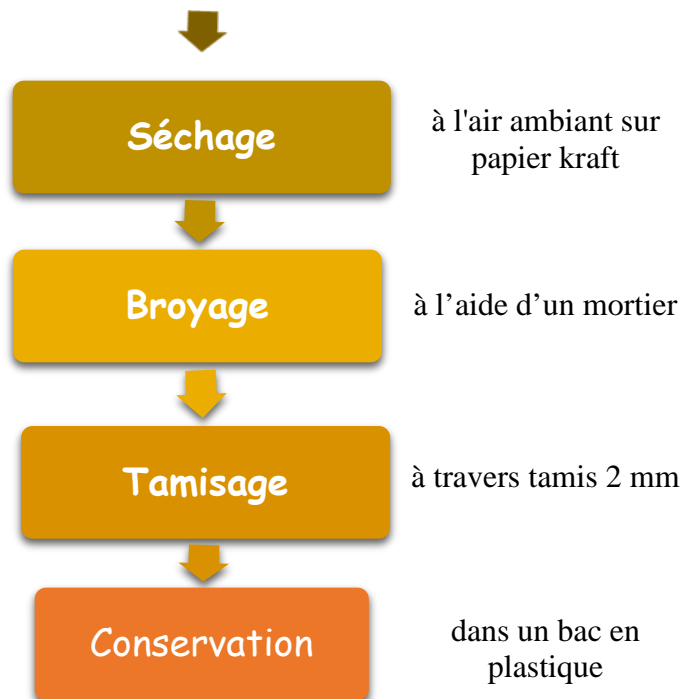 Séchage
à l'air ambiant sur
papier kraft
Broyage
à l’aide d’un mortier
Tamisage
à travers tamis 2 mm
Conservation
dans un bac en
plastique